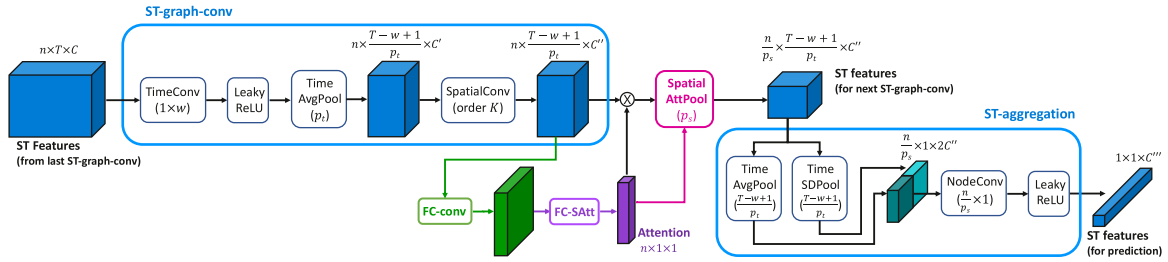 ST-graph-conv
n×T×C
n × (T − w + 1)/p_t × C′
n × (T − w + 1)/p_t × C″
n/p_s × (T − w + 1)/p_t × C″
TimeConv
(1×w)
Leaky
ReLU
Time
AvgPool
(p_t)
SpatialConv
(order K)
Spatial
AttPool
(p_s)
ST features
(for next ST-graph-conv)
ST Features
(from last ST-graph-conv)
ST-aggregation
n/p_s ×1×2C″
1×1×C‴
FC-conv
FC-SAtt
Attention
n×1×1
Time
AvgPool
((T−w+1)/p_t)
Time
SDPool
((T−w+1)/p_t)
NodeConv
(n/p_s ×1)
Leaky
ReLU
ST features
(for prediction)